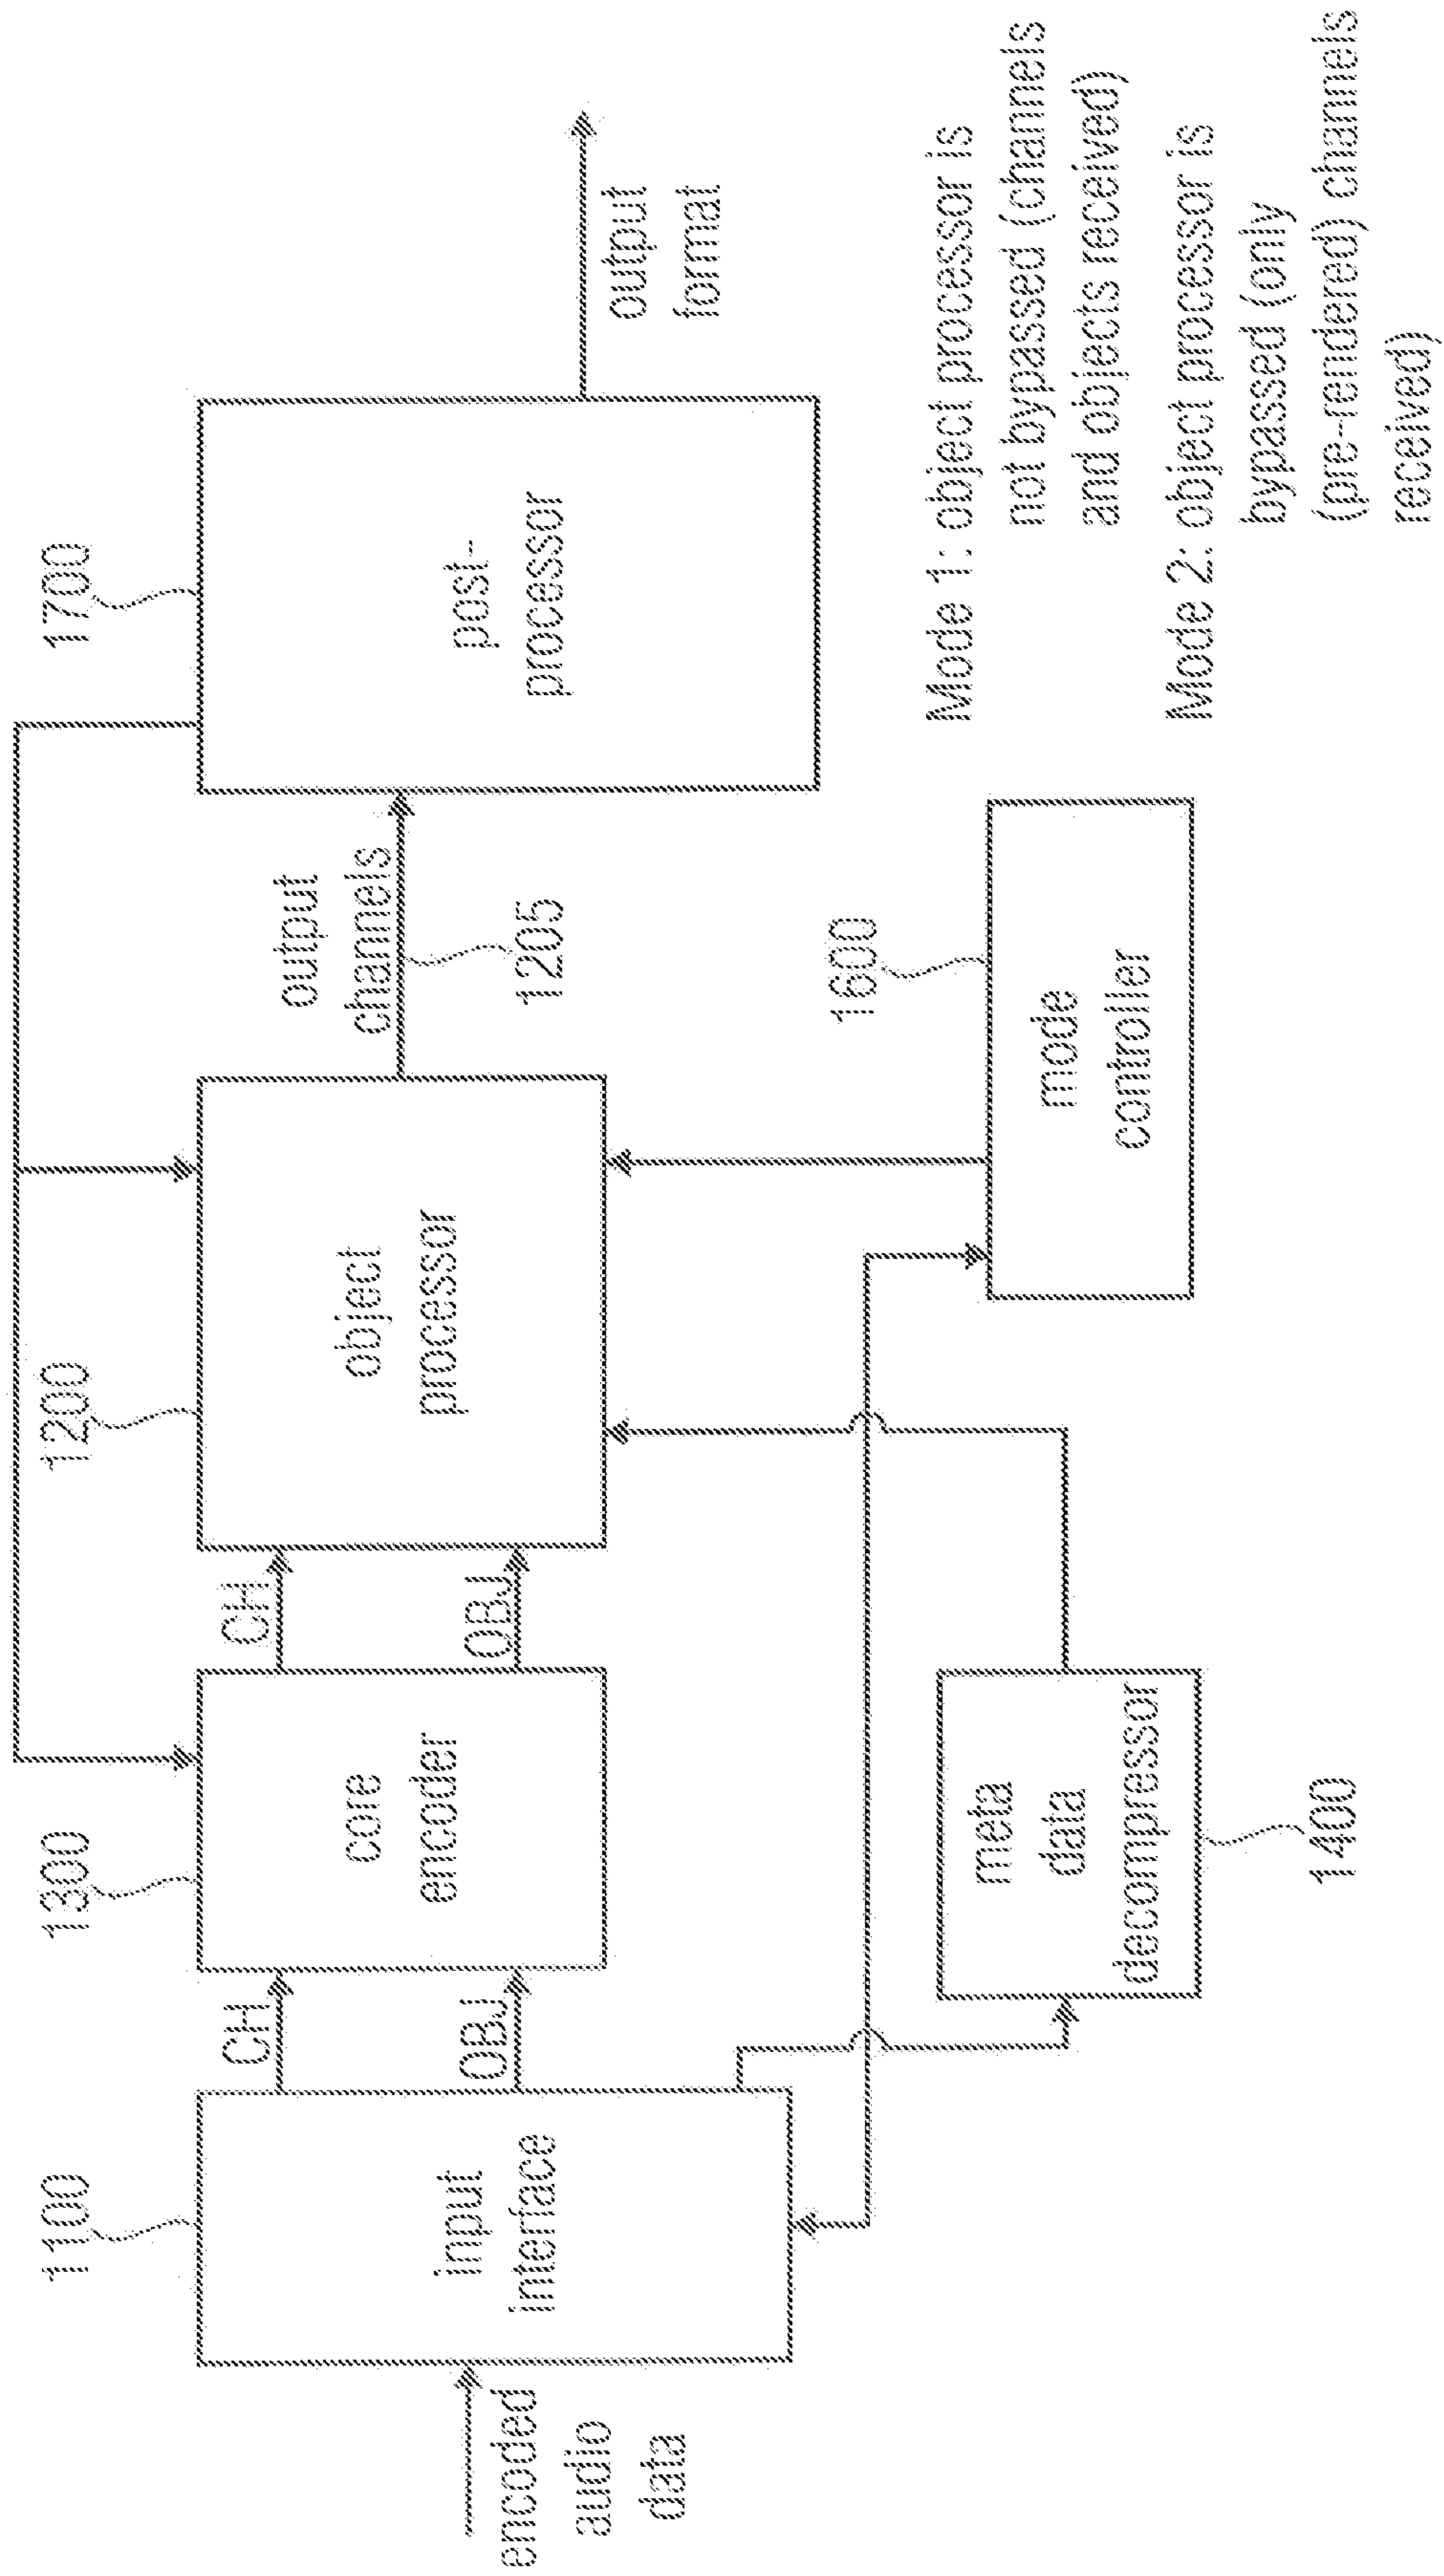 1100
1300
1200
1700
encoded
audio
data
input
interface
CH
OBJ
core
encoder
CH
OBJ
object
processor
output
channels
1205
post-
processor
output
format
meta
data
decompressor
1400
1600
mode
controller
Mode 1: object processor is
not bypassed (channels
and objects received)
Mode 2: object processor is
bypassed (only
(pre-rendered) channels
received)